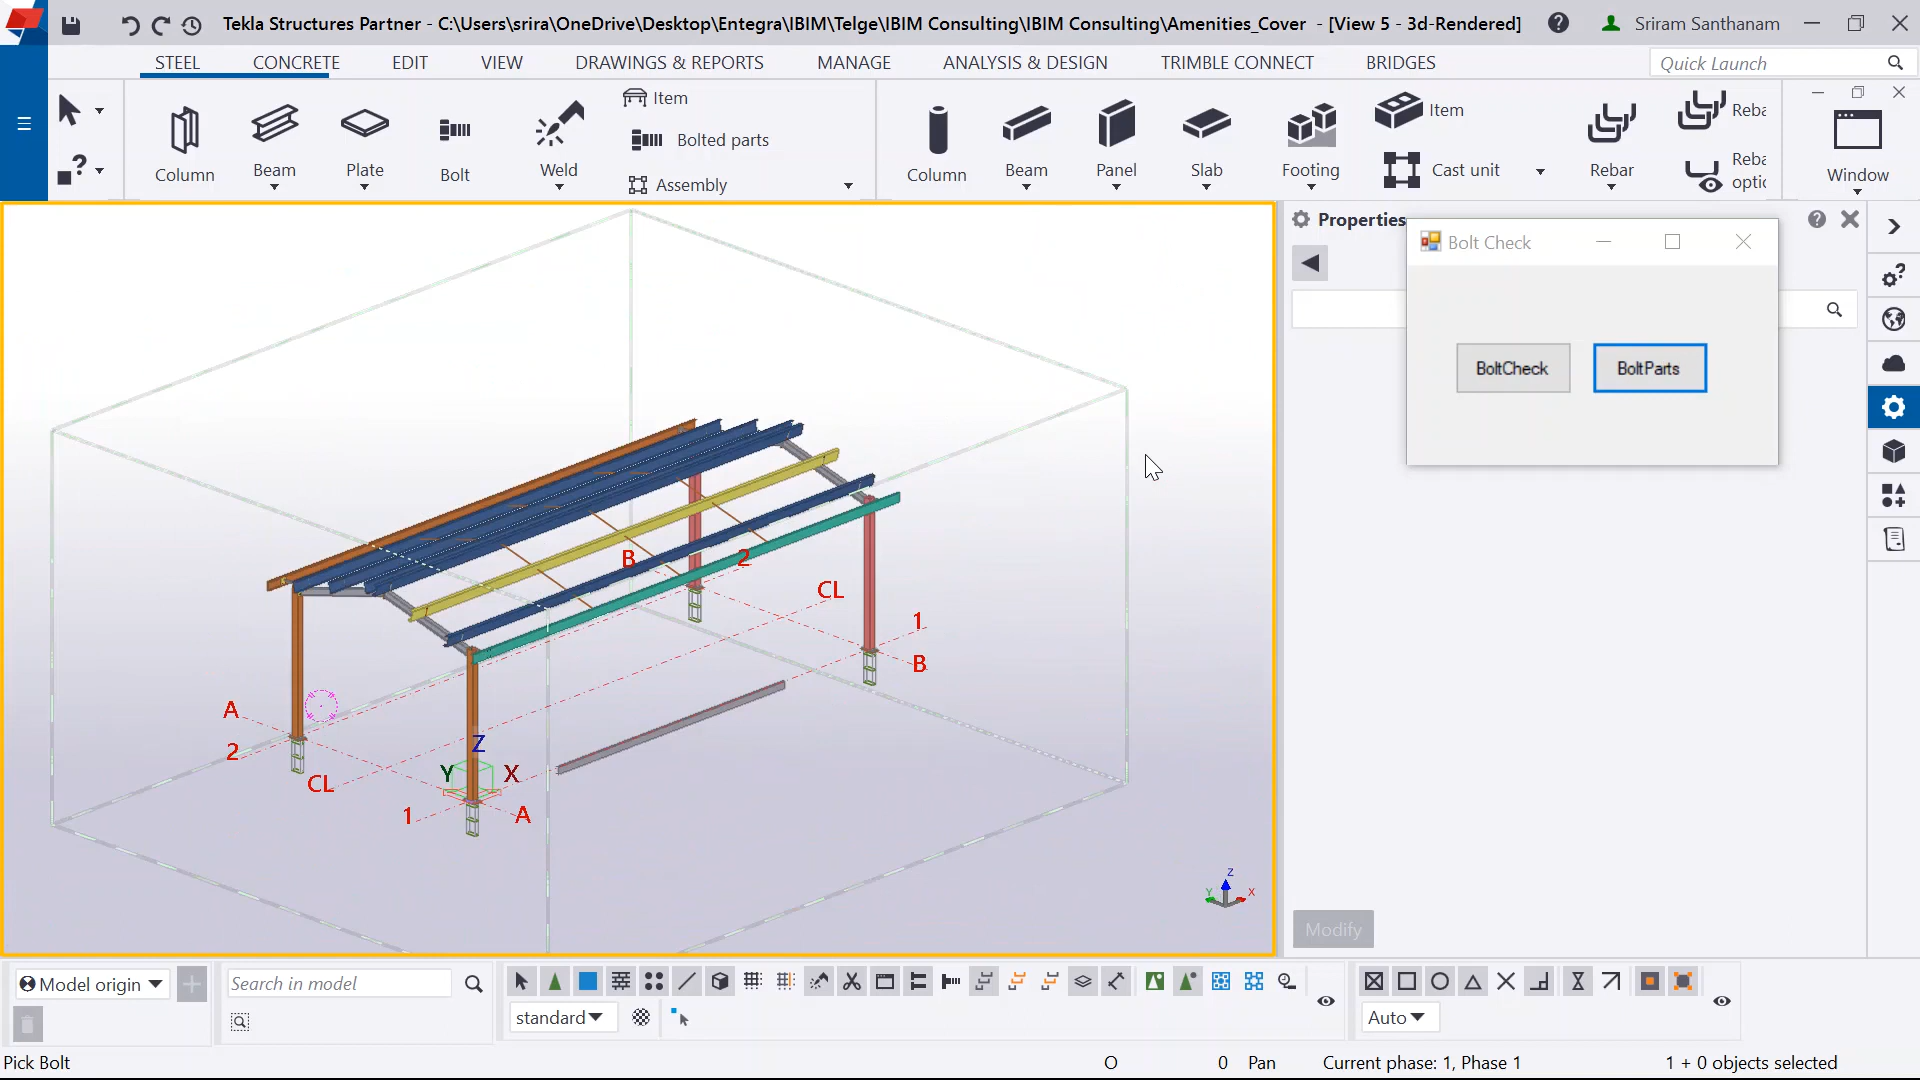 Tekla Structures Partner - C:\Users\srira\OneDrive\Desktop\Entegra\IBIM\Telge\IBIM Consulting\IBIM Consulting\Amenities_Cover - [View 5 - 3d-Rendered]
Sriram Santhanam
STEEL CONCRETE EDIT VIEW DRAWINGS & REPORTS MANAGE ANALYSIS & DESIGN TRIMBLE CONNECT BRIDGES
Quick Launch
Column
Beam
Plate
Bolt
Weld
Item
Bolted parts
Assembly
Column
Beam
Panel
Slab
Footing
Item
Cast unit
Rebar
Reba
Reba
optic
Window
Properties
Bolt Check
BoltCheck
BoltParts
B
2
CL
1
B
A
2
CL
Z
Y
X
1
A
Z
Y
X
Modify
Model origin
Search in model
standard
Auto
Pick Bolt
O
0
Pan
Current phase: 1, Phase 1
1 + 0 objects selected